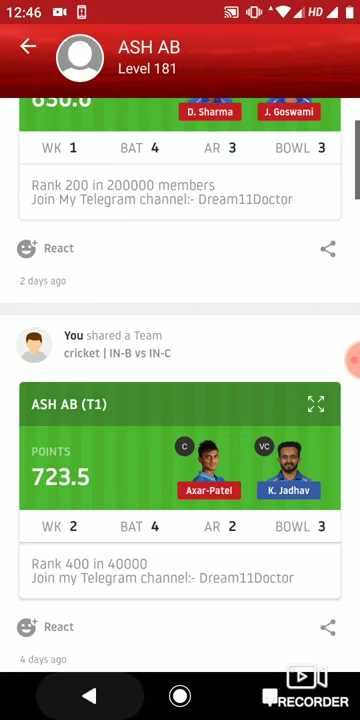 12:46 HD
ASH AB
Level 181
630.0
D. Sharma J. Goswami
WK 1 BAT 4 AR 3 BOWL 3
Rank 200 in 200000 members
Join My Telegram channel:- Dream11Doctor
React
2 days ago
You shared a Team
cricket | IN-B vs IN-C
ASH AB (T1)
C VC
POINTS
723.5
Axar-Patel K. Jadhav
WK 2 BAT 4 AR 2 BOWL 3
Rank 400 in 40000
Join my Telegram channel:- Dream11Doctor
React
4 days ago
RECORDER